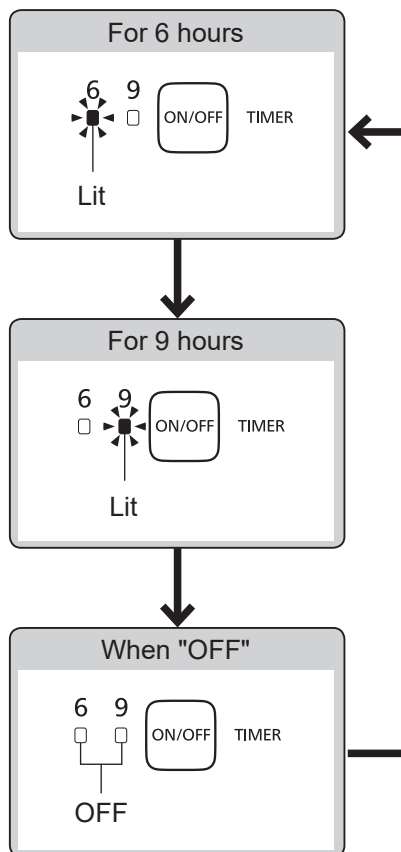 For 6 hours
6 9
ON/OFF TIMER
Lit
For 9 hours
6 9
ON/OFF TIMER
Lit
When "OFF"
6 9
ON/OFF TIMER
OFF